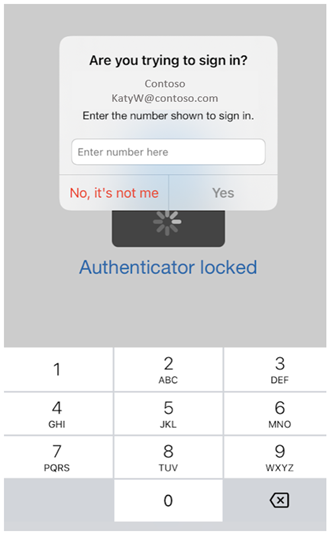 Are you trying to sign in?
Contoso
KatyW@contoso.com
Enter the number shown to sign in.
Enter number here
No, it's not me
Yes
Authenticator locked
1
2
ABC
3
DEF
4
GHI
5
JKL
6
MNO
7
PQRS
8
TUV
9
WXYZ
0